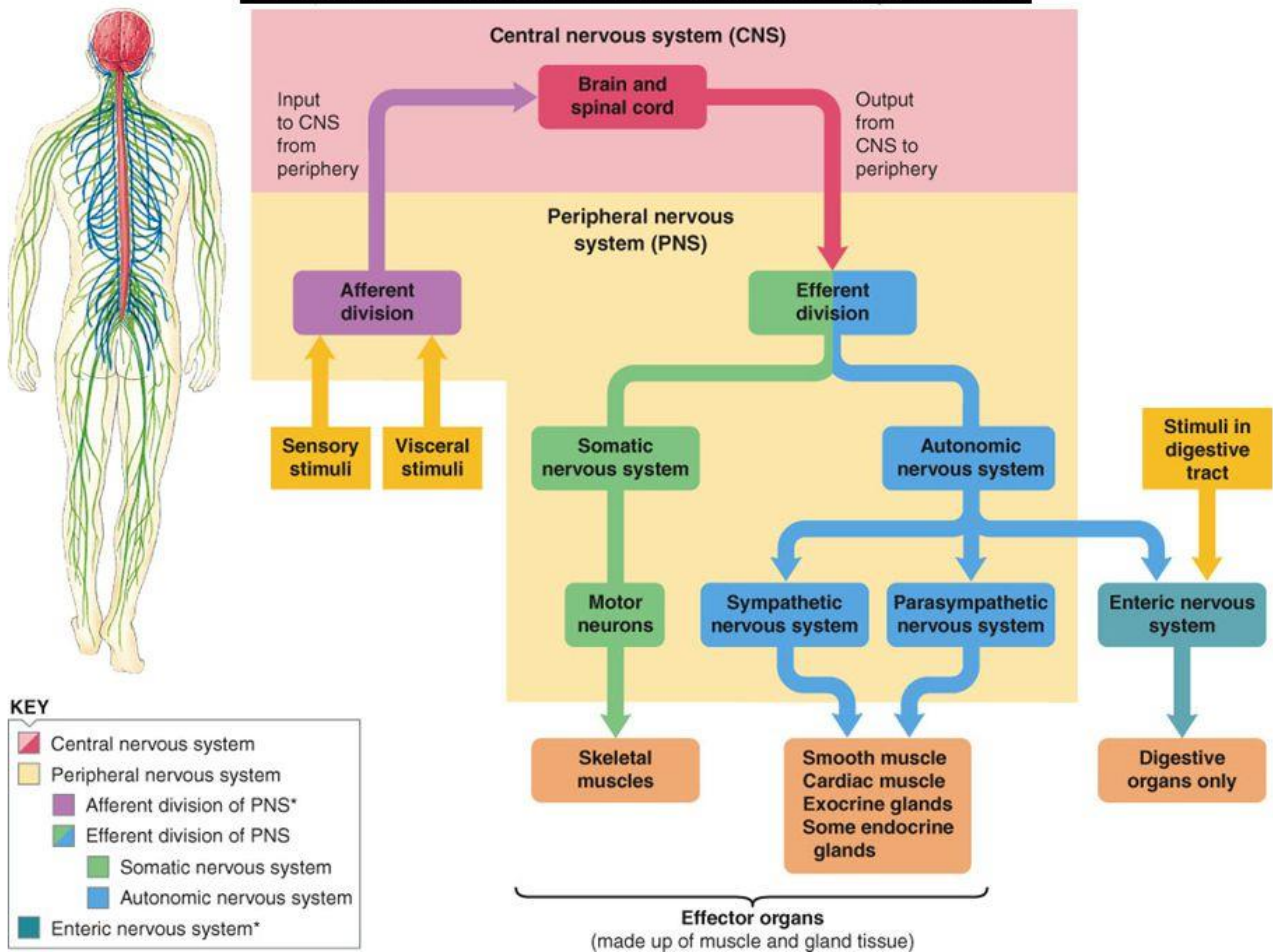 Central nervous system (CNS)
Brain and
spinal cord
Input
to CNS
from
periphery
Output
from
CNS to
periphery
Peripheral nervous
system (PNS)
Afferent
division
Efferent
division
Sensory
stimuli
Visceral
stimuli
Somatic
nervous system
Autonomic
nervous system
Stimuli in
digestive
tract
Motor
neurons
Sympathetic
nervous system
Parasympathetic
nervous system
Enteric nervous
system
Skeletal
muscles
Smooth muscle
Cardiac muscle
Exocrine glands
Some endocrine
glands
Digestive
organs only
Effector organs
(made up of muscle and gland tissue)
KEY
Central nervous system
Peripheral nervous system
Afferent division of PNS*
Efferent division of PNS
Somatic nervous system
Autonomic nervous system
Enteric nervous system*